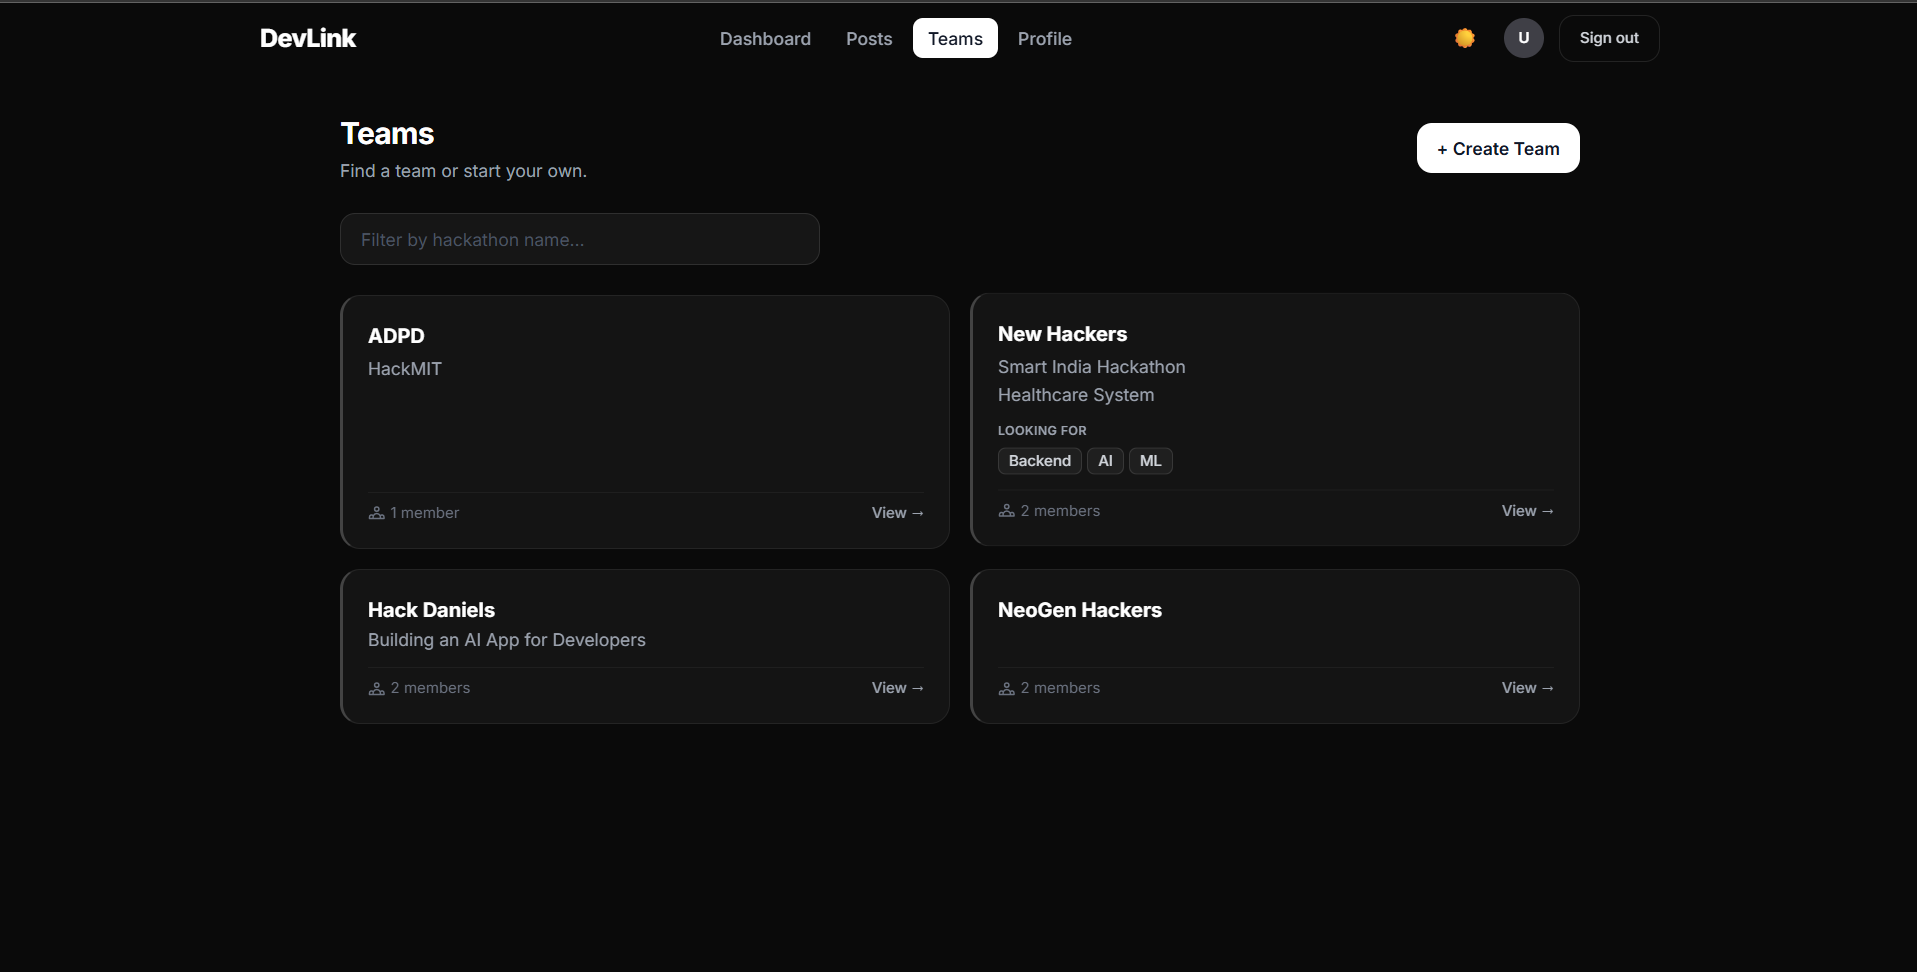 DevLink
Dashboard
Posts
Teams
Profile
U
Sign out
Teams
Find a team or start your own.
+ Create Team
Filter by hackathon name...
ADPD
HackMIT
1 member
View →
New Hackers
Smart India Hackathon
Healthcare System
LOOKING FOR
Backend
AI
ML
2 members
View →
Hack Daniels
Building an AI App for Developers
2 members
View →
NeoGen Hackers
2 members
View →